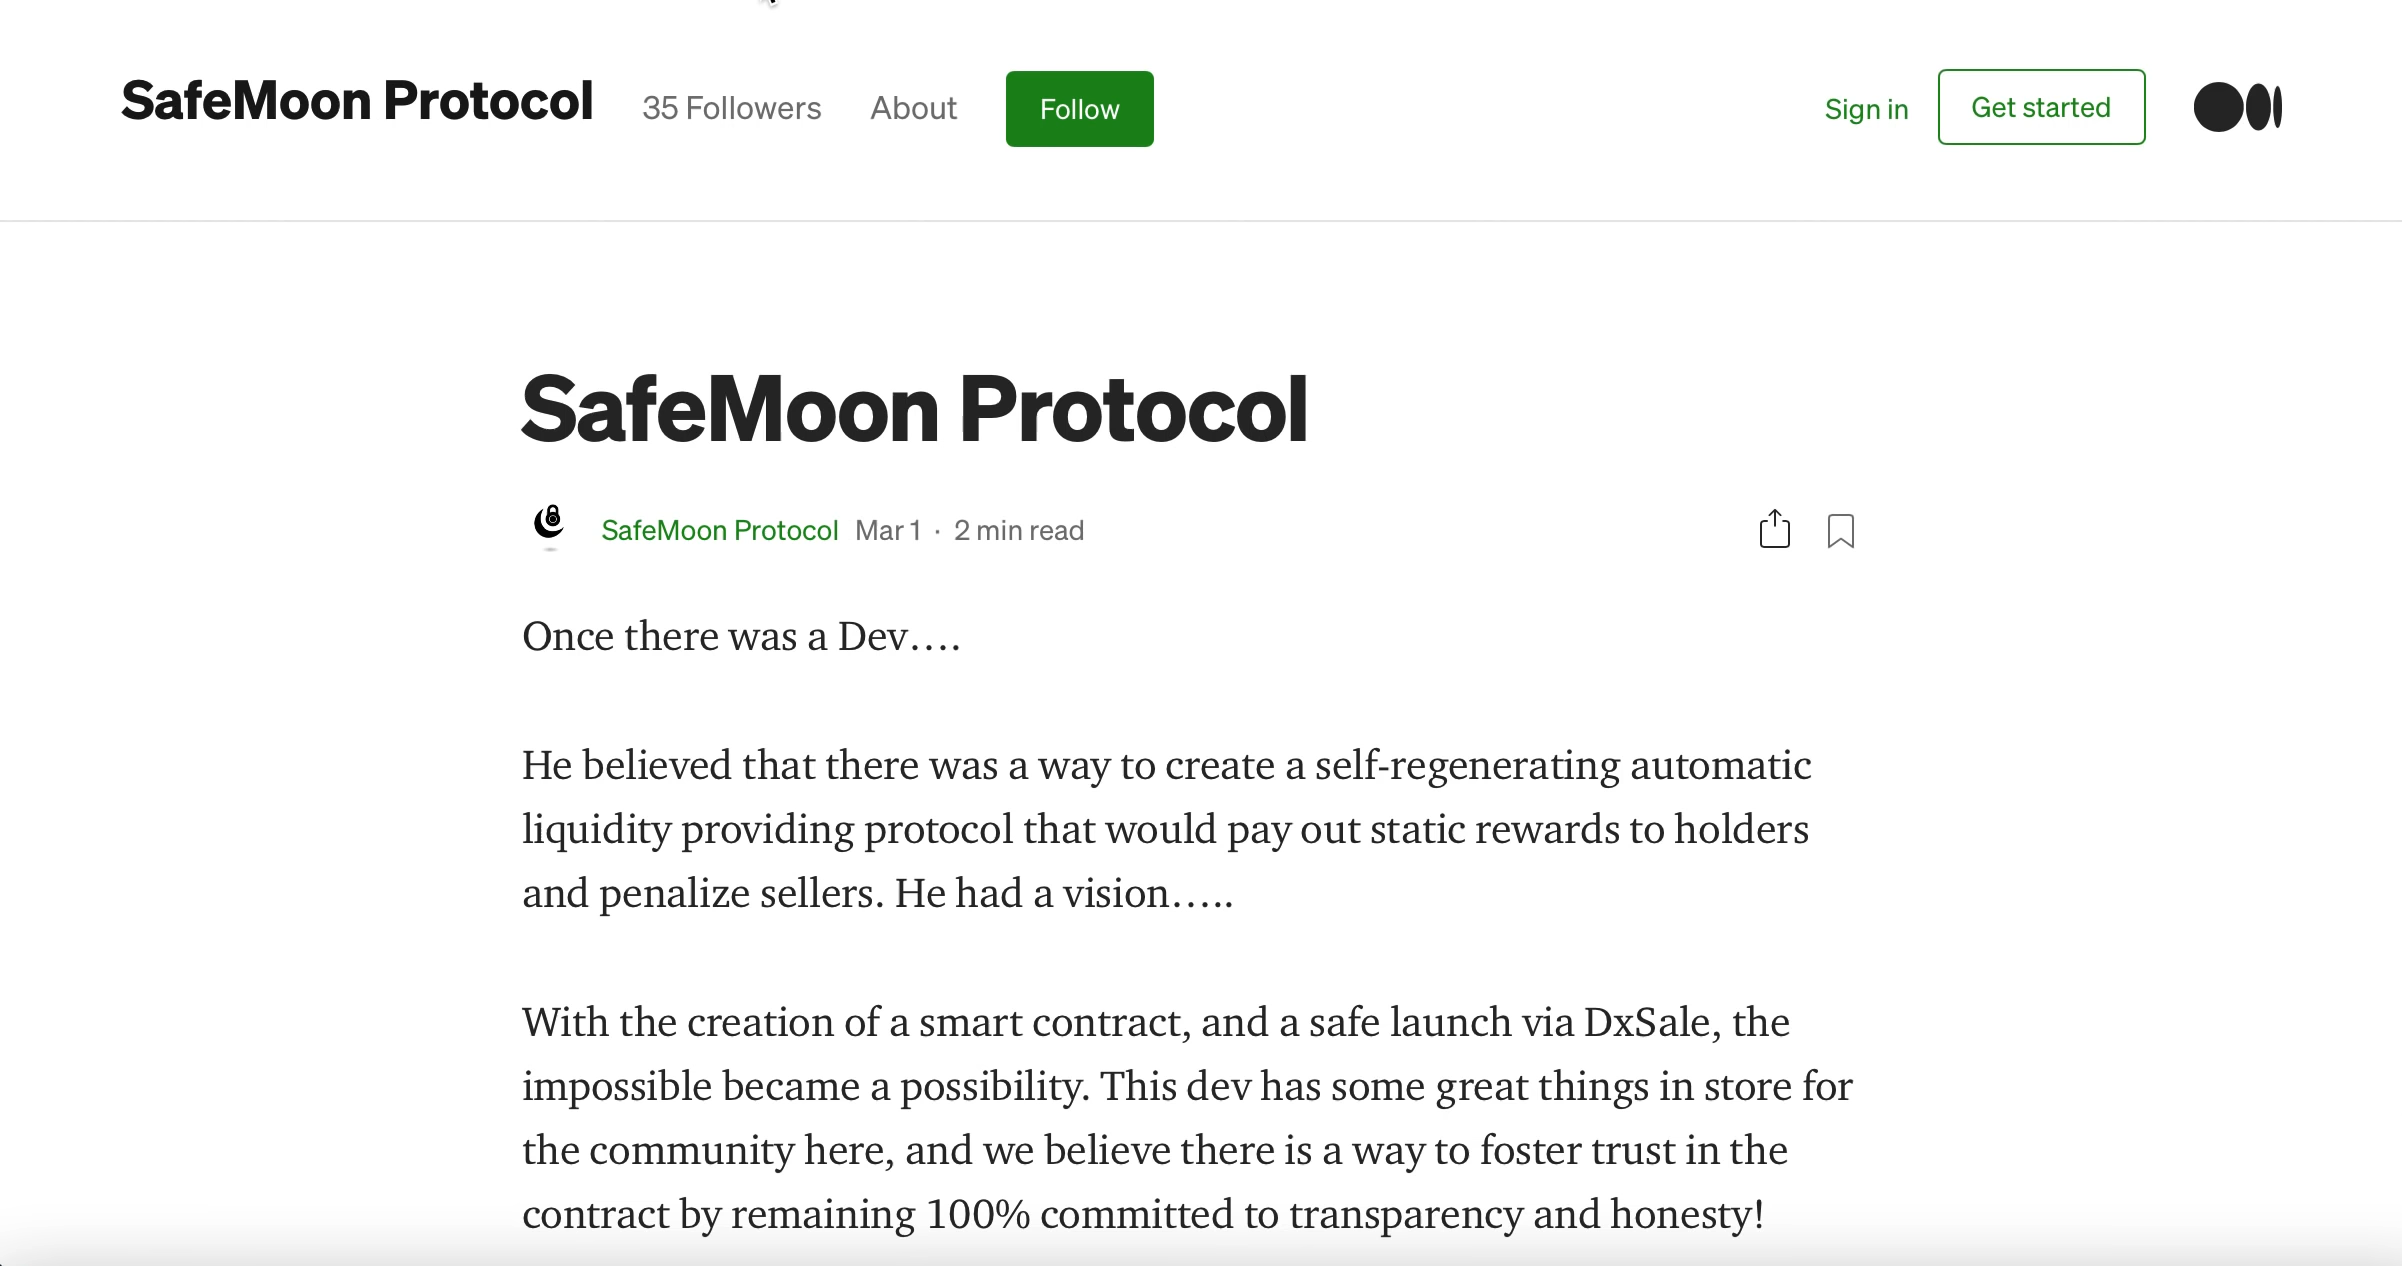 SafeMoon Protocol 35 Followers About Follow Sign in Get started
SafeMoon Protocol
SafeMoon Protocol Mar 1 · 2 min read
Once there was a Dev….
He believed that there was a way to create a self-regenerating automatic
liquidity providing protocol that would pay out static rewards to holders
and penalize sellers. He had a vision…..
With the creation of a smart contract, and a safe launch via DxSale, the
impossible became a possibility. This dev has some great things in store for
the community here, and we believe there is a way to foster trust in the
contract by remaining 100% committed to transparency and honesty!